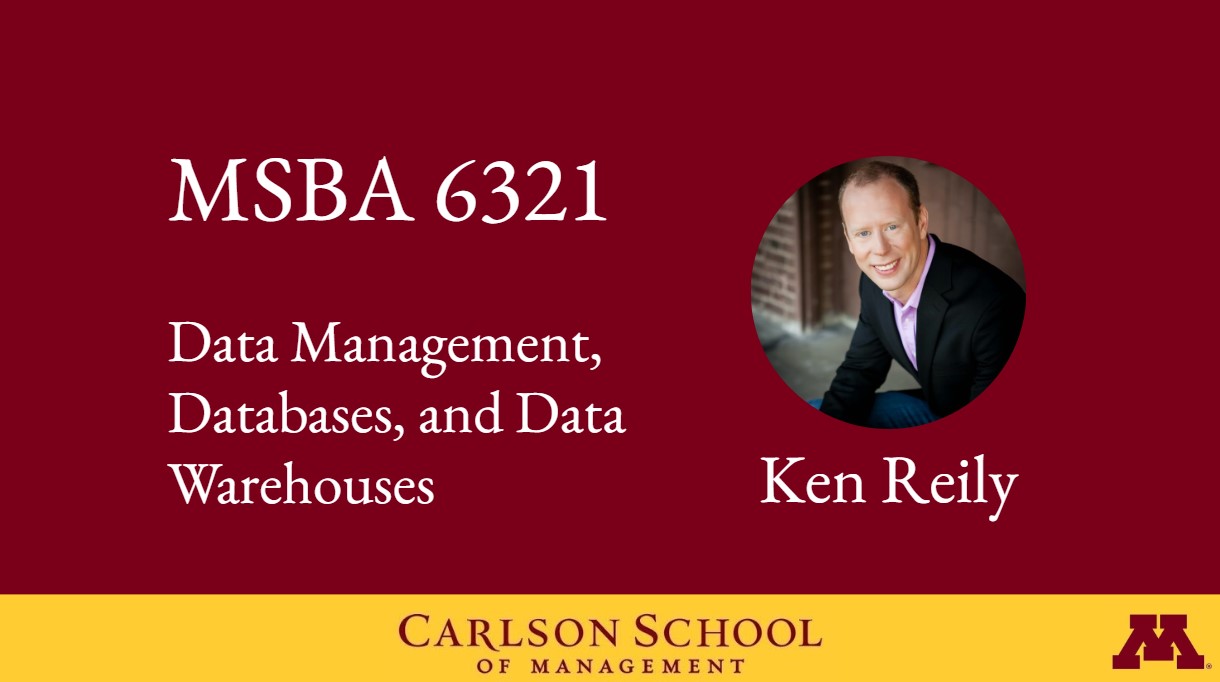 MSBA 6321
Data Management,
Databases, and Data
Warehouses
Ken Reily
CARLSON SCHOOL
OF MANAGEMENT
M®